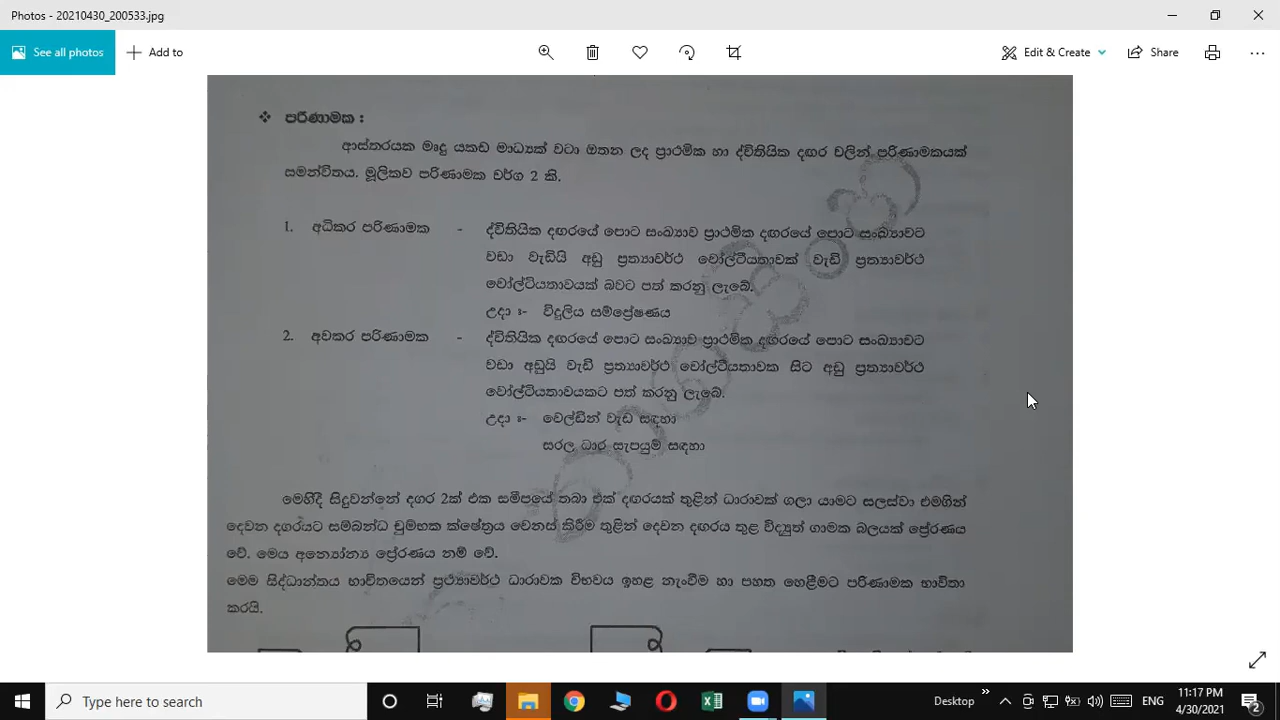 Photos - 20210430_200533.jpg
See all photos
Add to
Edit & Create
Share
❖ පරිණාමක :
ආස්තරයක මෘදු යකඩ මාධ්‍යක් වටා ඔතන ලද ප්‍රාථමික හා ද්විතියික දඟර වලින් පරිණාමකයක්
සමන්විතය. මූලිකව පරිණාමක වර්ග 2 කි.
1. අධිකර පරිණාමක - ද්විතියික දඟරයේ පොට සංඛ්‍යාව ප්‍රාථමික දඟරයේ පොට සංඛ්‍යාවට
වඩා වැඩියි අඩු ප්‍රත්‍යාවර්ථ වෝල්ටීයතාවක් වැඩි ප්‍රත්‍යාවර්ථ
වෝල්ටියතාවයක් බවට පත් කරනු ලැබේ.
උදා :- විදුලිය සම්ප්‍රේෂණය
2. අවකර පරිණාමක - ද්විතියික දඟරයේ පොට සංඛ්‍යාව ප්‍රාථමික දඟරයේ පොට සංඛ්‍යාවට
වඩා අඩුයි වැඩි ප්‍රත්‍යාවර්ථ වෝල්ටීයතාවක සිට අඩු ප්‍රත්‍යාවර්ථ
වෝල්ටියතාවයකට පත් කරනු ලැබේ.
උදා :- වෙල්ඩින් වැඩ සඳහා
සරල ධාර සැපයුම් සඳහා
මෙහිදී සිදුවන්නේ දගර 2ක් එක සමීපයේ තබා එක් දඟරයක් තුළින් ධාරාවක් ගලා යාමට සලස්වා එමගින්
දෙවන දඟරයට සම්බන්ධ චුම්භක ක්ෂේත්‍රය වෙනස් කිරීම තුළින් දෙවන දඟරය තුළ විද්‍යුත් ගාමක බලයක් ප්‍රේරණය
වේ. මෙය අන්‍යෝන්‍ය ප්‍රේරණය නම් වේ.
මෙම සිද්ධාන්තය භාවිතයෙන් ප්‍රථ්‍යාවර්ථ ධාරාවක විභවය ඉහළ නැංවීම හා පහත හෙළීමට පරිණාමක භාවිතා
කරයි.
Type here to search
Desktop
ENG
11:17 PM
4/30/2021
2